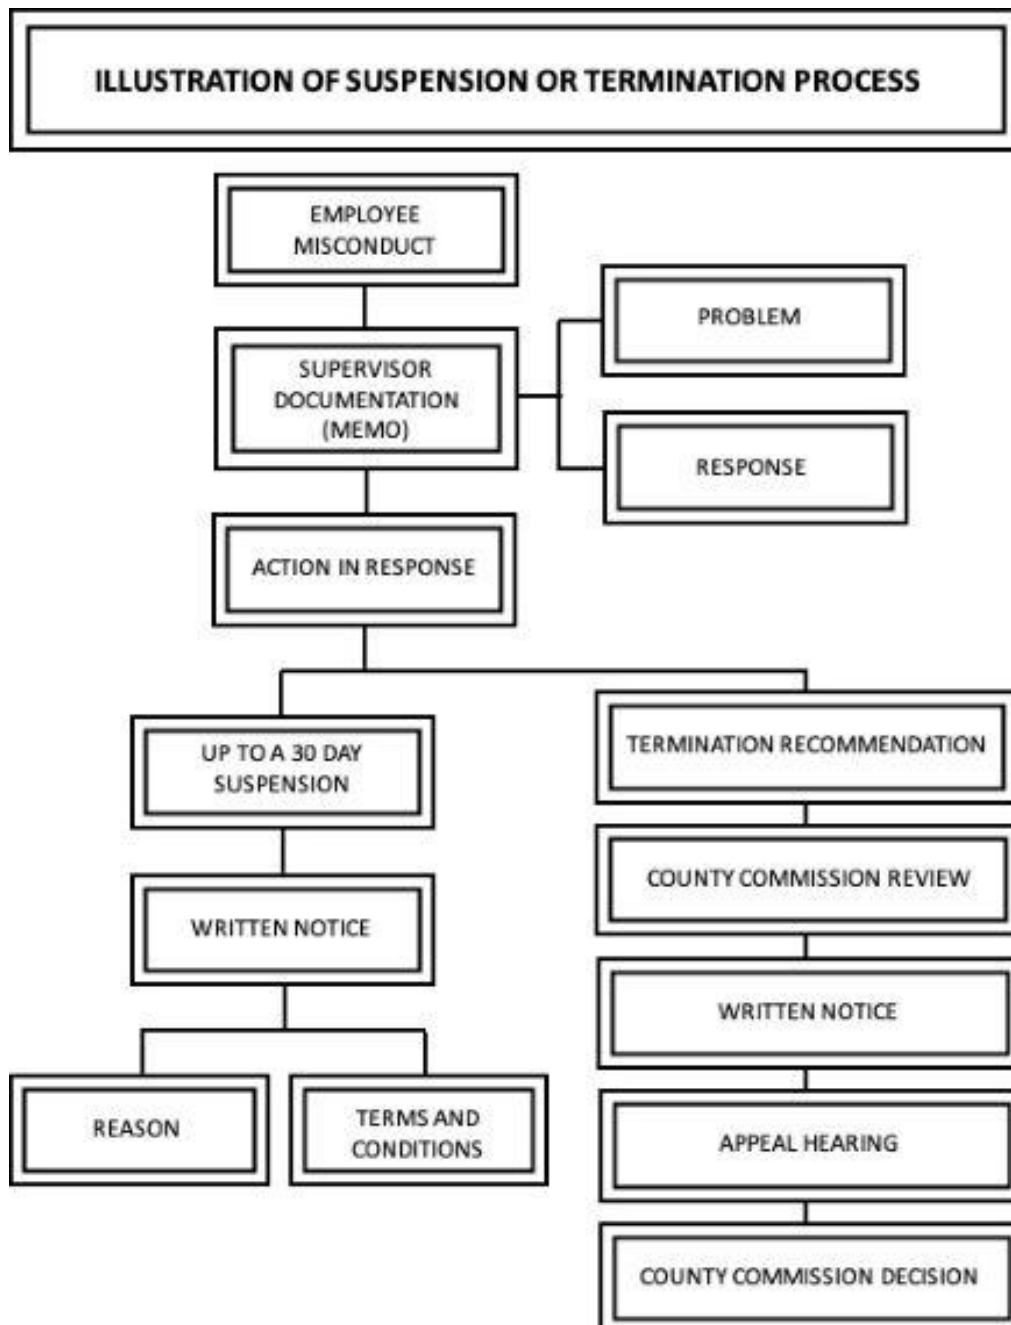 ILLUSTRATION OF SUSPENSION OR TERMINATION PROCESS
EMPLOYEE
MISCONDUCT
PROBLEM
SUPERVISOR
DOCUMENTATION
(MEMO)
RESPONSE
ACTION IN RESPONSE
UP TO A 30 DAY
SUSPENSION
WRITTEN NOTICE
REASON
TERMS AND
CONDITIONS
TERMINATION RECOMMENDATION
COUNTY COMMISSION REVIEW
WRITTEN NOTICE
APPEAL HEARING
COUNTY COMMISSION DECISION